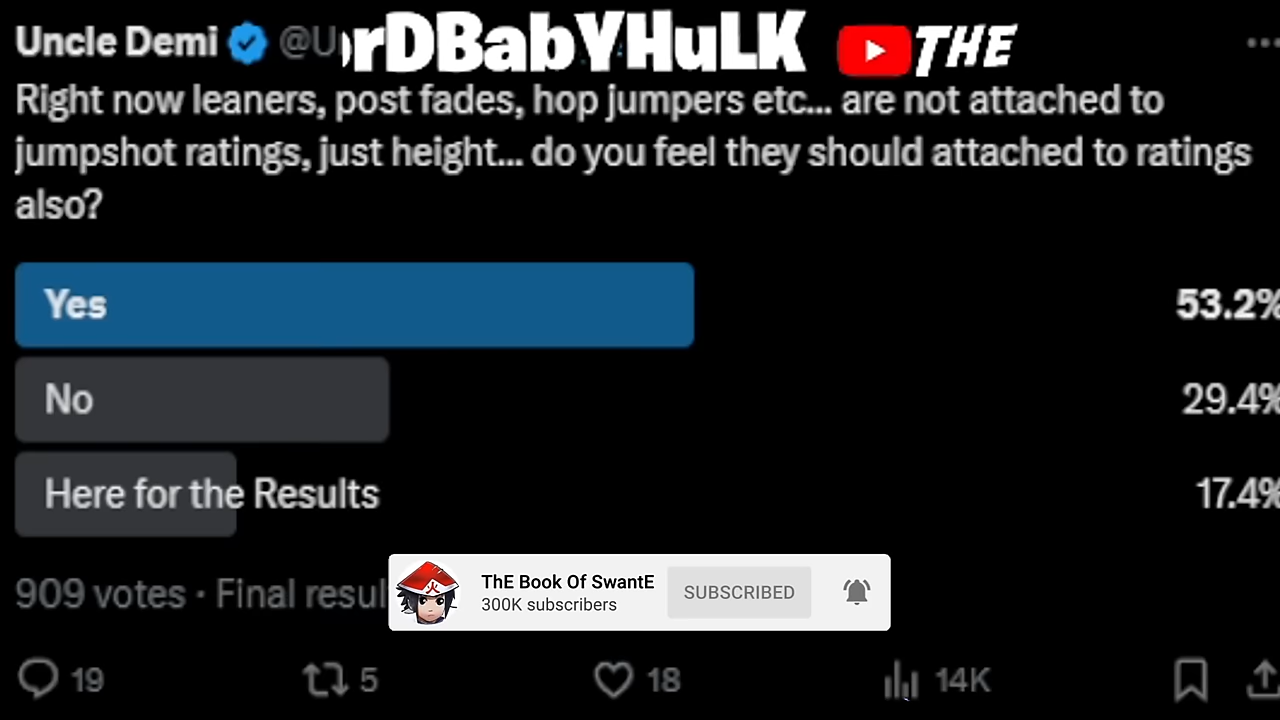 Uncle Demi @U
rDBabYHuLK THE
Right now leaners, post fades, hop jumpers etc... are not attached to
jumpshot ratings, just height... do you feel they should attached to ratings
also?
Yes 53.2%
No 29.4%
Here for the Results 17.4%
909 votes · Final resul
ThE Book Of SwantE
300K subscribers
SUBSCRIBED
19 5 18 14K